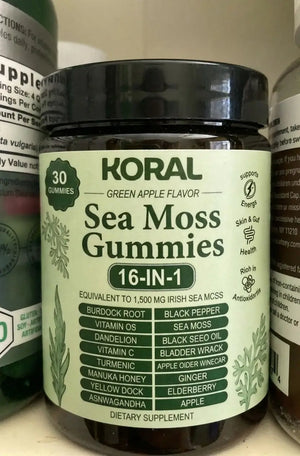 30
GUMMIES
KORAL
GREEN APPLE FLAVOR
Sea Moss
Gummies
16-IN-1
EQUIVALENT TO 1,500 MG IRISH SEA MCSS
BURDOCK ROOT
BLACK PEPPER
VITAMIN OS
SEA MOSS
DANDELION
BLACK SEEO OIL
VITAMIN C
BLADDER WRACK
TURMERIC
APPLE OIDER WINECAR
MANUKA HONEY
GINGER
YELLOW DOCK
ELDERBERRY
ASNWAGANDHA
APPLE
DIETARY SUPPLEMENT
Supports
Energy
Skin & Gut
Health
Rich in
Antioxidants